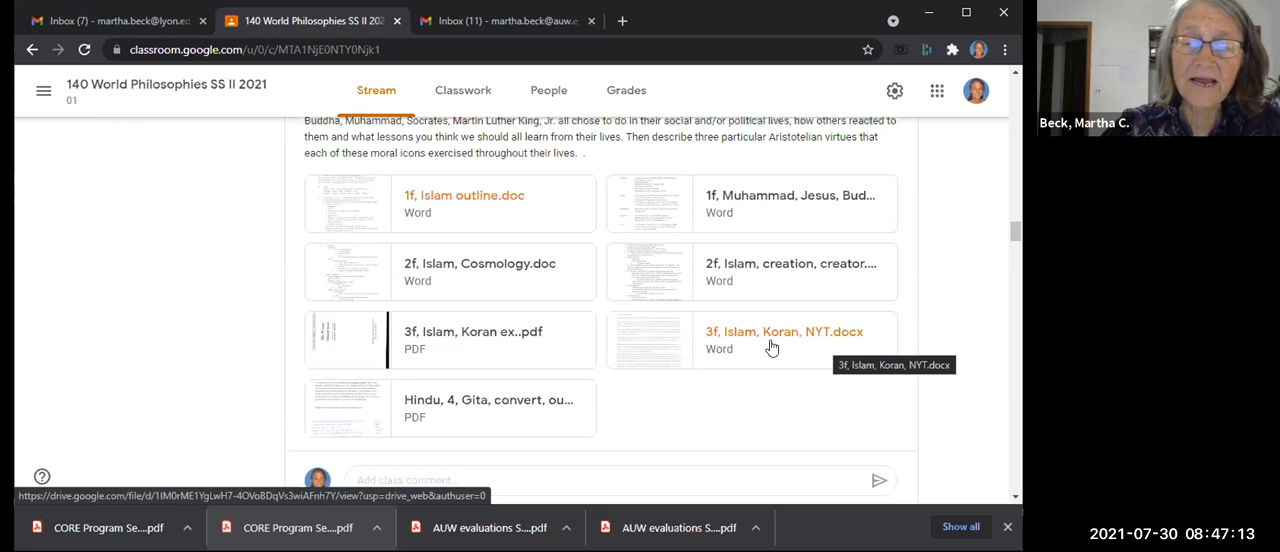 Inbox (7) - martha.beck@lyon.ed
140 World Philosophies SS II 202
Inbox (11) - martha.beck@auw.e
classroom.google.com/u/0/c/MTA1NjE0NTY0Njk1
140 World Philosophies SS II 2021
01
Stream
Classwork
People
Grades
Buddha, Muhammad, Socrates, Martin Luther King, Jr. all chose to do in their social and/or political lives, how others reacted
to them and what lessons you think we should all learn from their lives. Then describe three particular Aristotelian virtues that
each of these moral icons exercised throughout their lives. .
1f, Islam outline.doc
Word
1f, Muhammad, Jesus, Bud...
Word
2f, Islam, Cosmology.doc
Word
2f, Islam, creation, creator....
Word
3f, Islam, Koran ex..pdf
PDF
3f, Islam, Koran, NYT.docx
Word
3f, Islam, Koran, NYT.docx
Hindu, 4, Gita, convert, ou...
PDF
Add class comment...
https://drive.google.com/file/d/1IM0rME1YgLwH7-4OVoBDqVs3wiAFnh7Y/view?usp=drive_web&authuser=0
CORE Program Se....pdf
CORE Program Se....pdf
AUW evaluations S....pdf
AUW evaluations S....pdf
Show all
Beck, Martha C.
2021-07-30 08:47:13